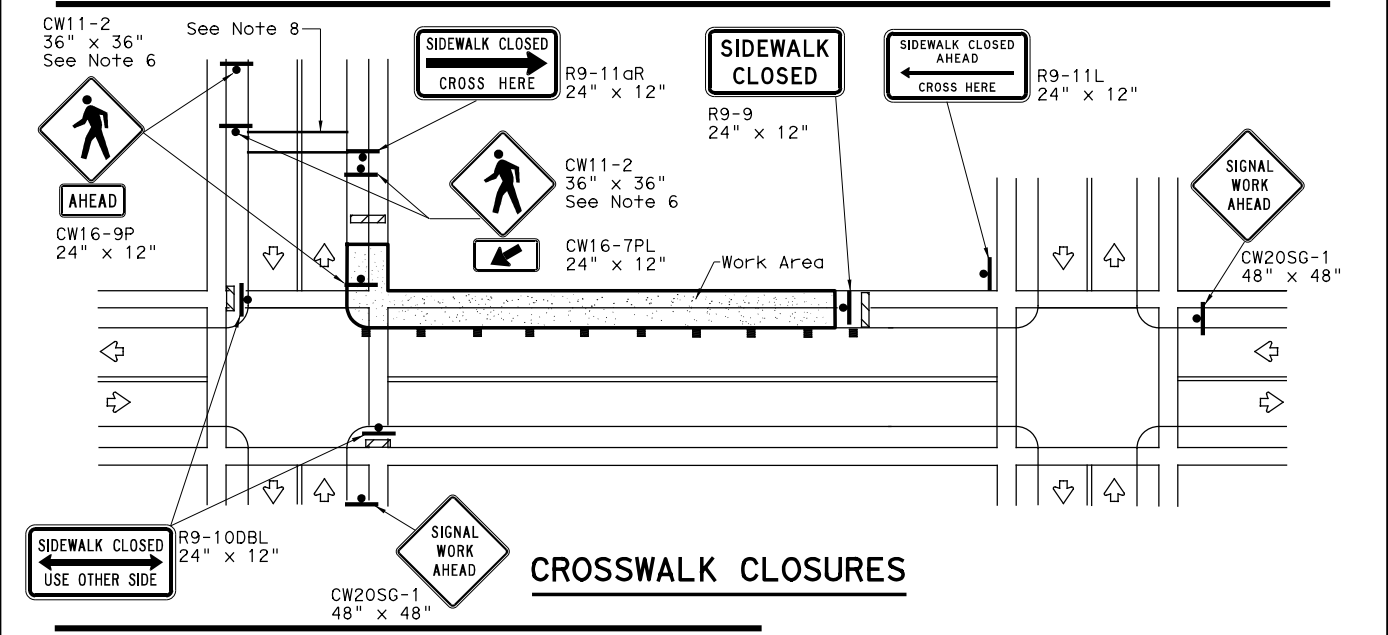 CW11-2
36" x 36"
See Note 6
See Note 8
SIDEWALK CLOSED
CROSS HERE
R9-11aR
24" x 12"
SIDEWALK
CLOSED
R9-9
24" x 12"
SIDEWALK CLOSED
AHEAD
CROSS HERE
R9-11L
24" x 12"
AHEAD
CW16-9P
24" x 12"
CW11-2
36" x 36"
See Note 6
CW16-7PL
24" x 12"
Work Area
SIGNAL
WORK
AHEAD
CW20SG-1
48" x 48"
SIDEWALK CLOSED
USE OTHER SIDE
R9-10DBL
24" x 12"
SIGNAL
WORK
AHEAD
CW20SG-1
48" x 48"
CROSSWALK CLOSURES